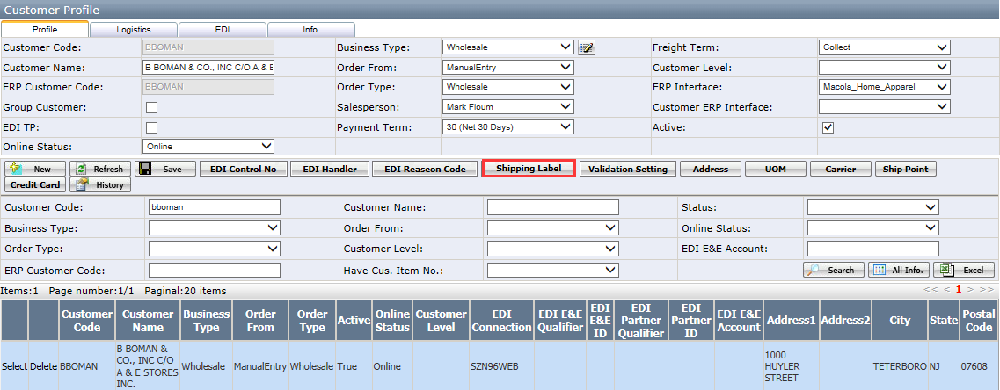 Customer Profile
Profile Logistics EDI Info.
Customer Code: BBOMAN Business Type: Wholesale Freight Term: Collect
Customer Name: B BOMAN & CO., INC C/O A & E Order From: ManualEntry Customer Level:
ERP Customer Code: BBOMAN Order Type: Wholesale ERP Interface: Macola_Home_Apparel
Group Customer: Salesperson: Mark Floum Customer ERP Interface:
EDI TP: Payment Term: 30 (Net 30 Days) Active:
Online Status: Online
New Refresh Save EDI Control No EDI Handler EDI Reaseon Code Shipping Label Validation Setting Address UOM Carrier Ship Point
Credit Card History
Customer Code: bboman Customer Name: Status:
Business Type: Order From: Online Status:
Order Type: Customer Level: EDI E&E Account:
ERP Customer Code: Have Cus. Item No.: Search All Info. Excel
Items:1 Page number:1/1 Paginal:20 items << < 1 > >>
Customer Code Customer Name Business Type Order From Order Type Active Online Status Customer Level EDI Connection EDI E&E Qualifier EDI E&E ID EDI Partner Qualifier EDI Partner ID EDI E&E Account Address1 Address2 City State Postal Code
Select Delete BBOMAN B BOMAN & CO., INC C/O A & E STORES INC. Wholesale ManualEntry Wholesale True Online SZN96WEB 1000 HUYLER STREET TETERBORO NJ 07608